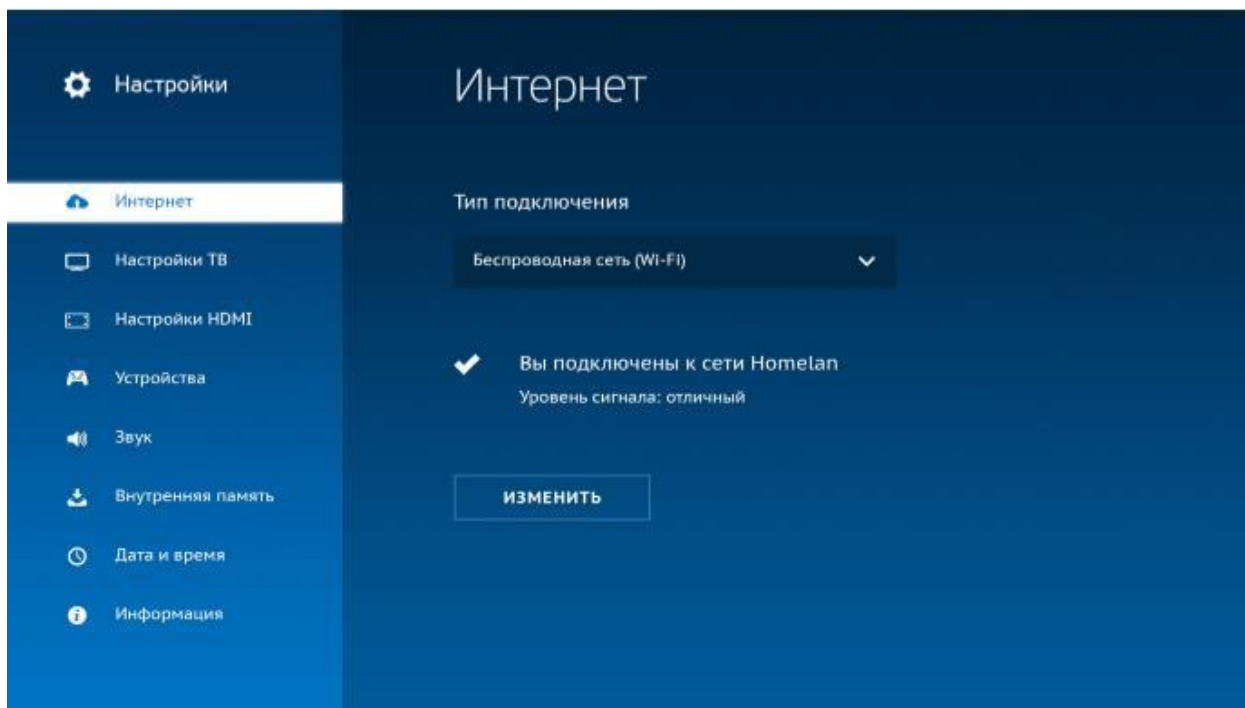 Настройки
Интернет
Настройки ТВ
Настройки HDMI
Устройства
Звук
Внутренняя память
Дата и время
Информация
Интернет
Тип подключения
Беспроводная сеть (Wi-Fi)
Вы подключены к сети Homelan
Уровень сигнала: отличный
ИЗМЕНИТЬ